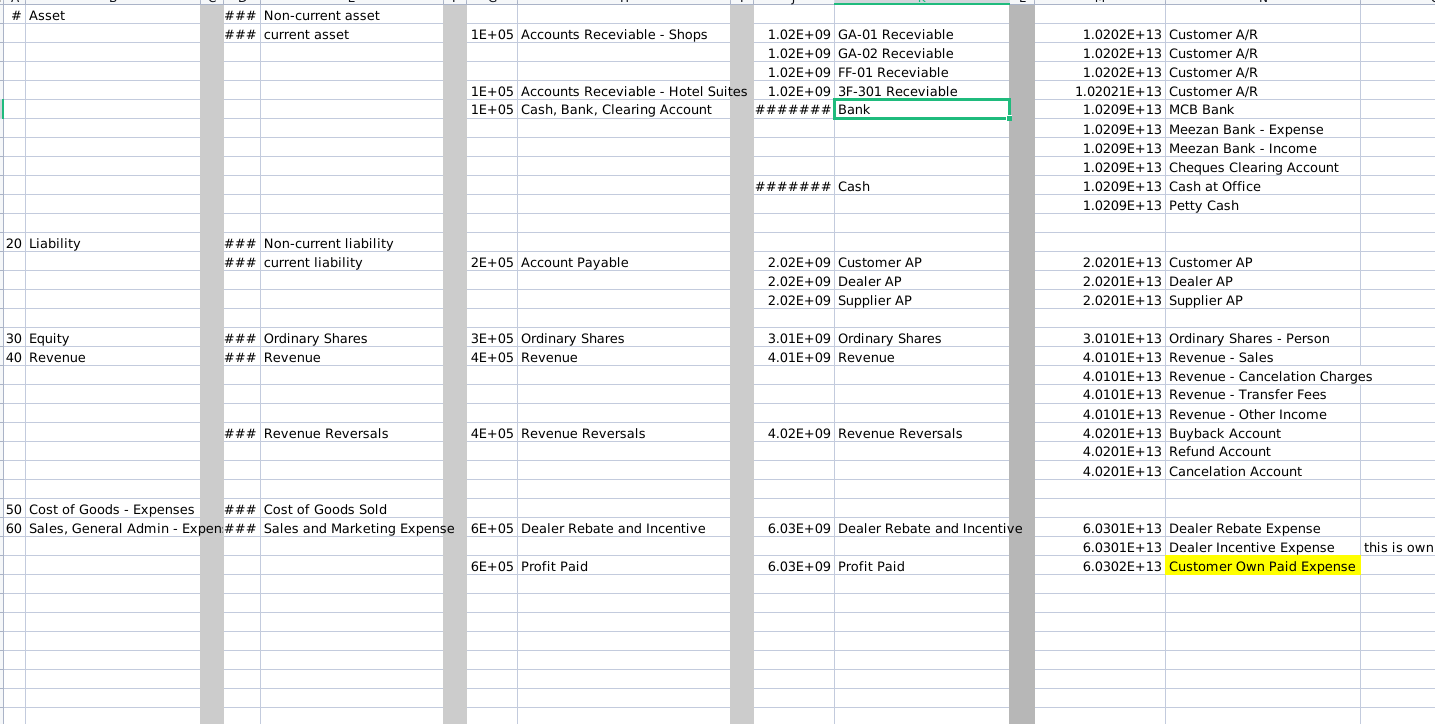 # Asset ### Non-current asset
### current asset 1E+05 Accounts Receviable - Shops 1.02E+09 GA-01 Receviable 1.0202E+13 Customer A/R
1.02E+09 GA-02 Receviable 1.0202E+13 Customer A/R
1.02E+09 FF-01 Receviable 1.0202E+13 Customer A/R
1E+05 Accounts Receviable - Hotel Suites 1.02E+09 3F-301 Receviable 1.02021E+13 Customer A/R
1E+05 Cash, Bank, Clearing Account ####### Bank 1.0209E+13 MCB Bank
1.0209E+13 Meezan Bank - Expense
1.0209E+13 Meezan Bank - Income
1.0209E+13 Cheques Clearing Account
####### Cash 1.0209E+13 Cash at Office
1.0209E+13 Petty Cash
20 Liability ### Non-current liability
### current liability 2E+05 Account Payable 2.02E+09 Customer AP 2.0201E+13 Customer AP
2.02E+09 Dealer AP 2.0201E+13 Dealer AP
2.02E+09 Supplier AP 2.0201E+13 Supplier AP
30 Equity ### Ordinary Shares 3E+05 Ordinary Shares 3.01E+09 Ordinary Shares 3.0101E+13 Ordinary Shares - Person
40 Revenue ### Revenue 4E+05 Revenue 4.01E+09 Revenue 4.0101E+13 Revenue - Sales
4.0101E+13 Revenue - Cancelation Charges
4.0101E+13 Revenue - Transfer Fees
4.0101E+13 Revenue - Other Income
### Revenue Reversals 4E+05 Revenue Reversals 4.02E+09 Revenue Reversals 4.0201E+13 Buyback Account
4.0201E+13 Refund Account
4.0201E+13 Cancelation Account
50 Cost of Goods - Expenses ### Cost of Goods Sold
60 Sales, General Admin - Expen ### Sales and Marketing Expense 6E+05 Dealer Rebate and Incentive 6.03E+09 Dealer Rebate and Incentive 6.0301E+13 Dealer Rebate Expense
6.0301E+13 Dealer Incentive Expense this is own
6E+05 Profit Paid 6.03E+09 Profit Paid 6.0302E+13 Customer Own Paid Expense